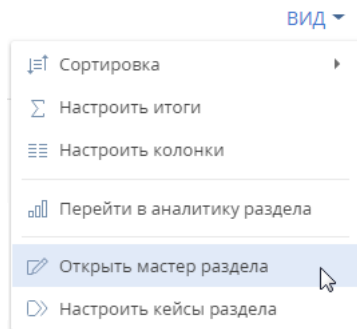 ВИД
Сортировка
Настроить итоги
Настроить колонки
Перейти в аналитику раздела
Открыть мастер раздела
Настроить кейсы раздела